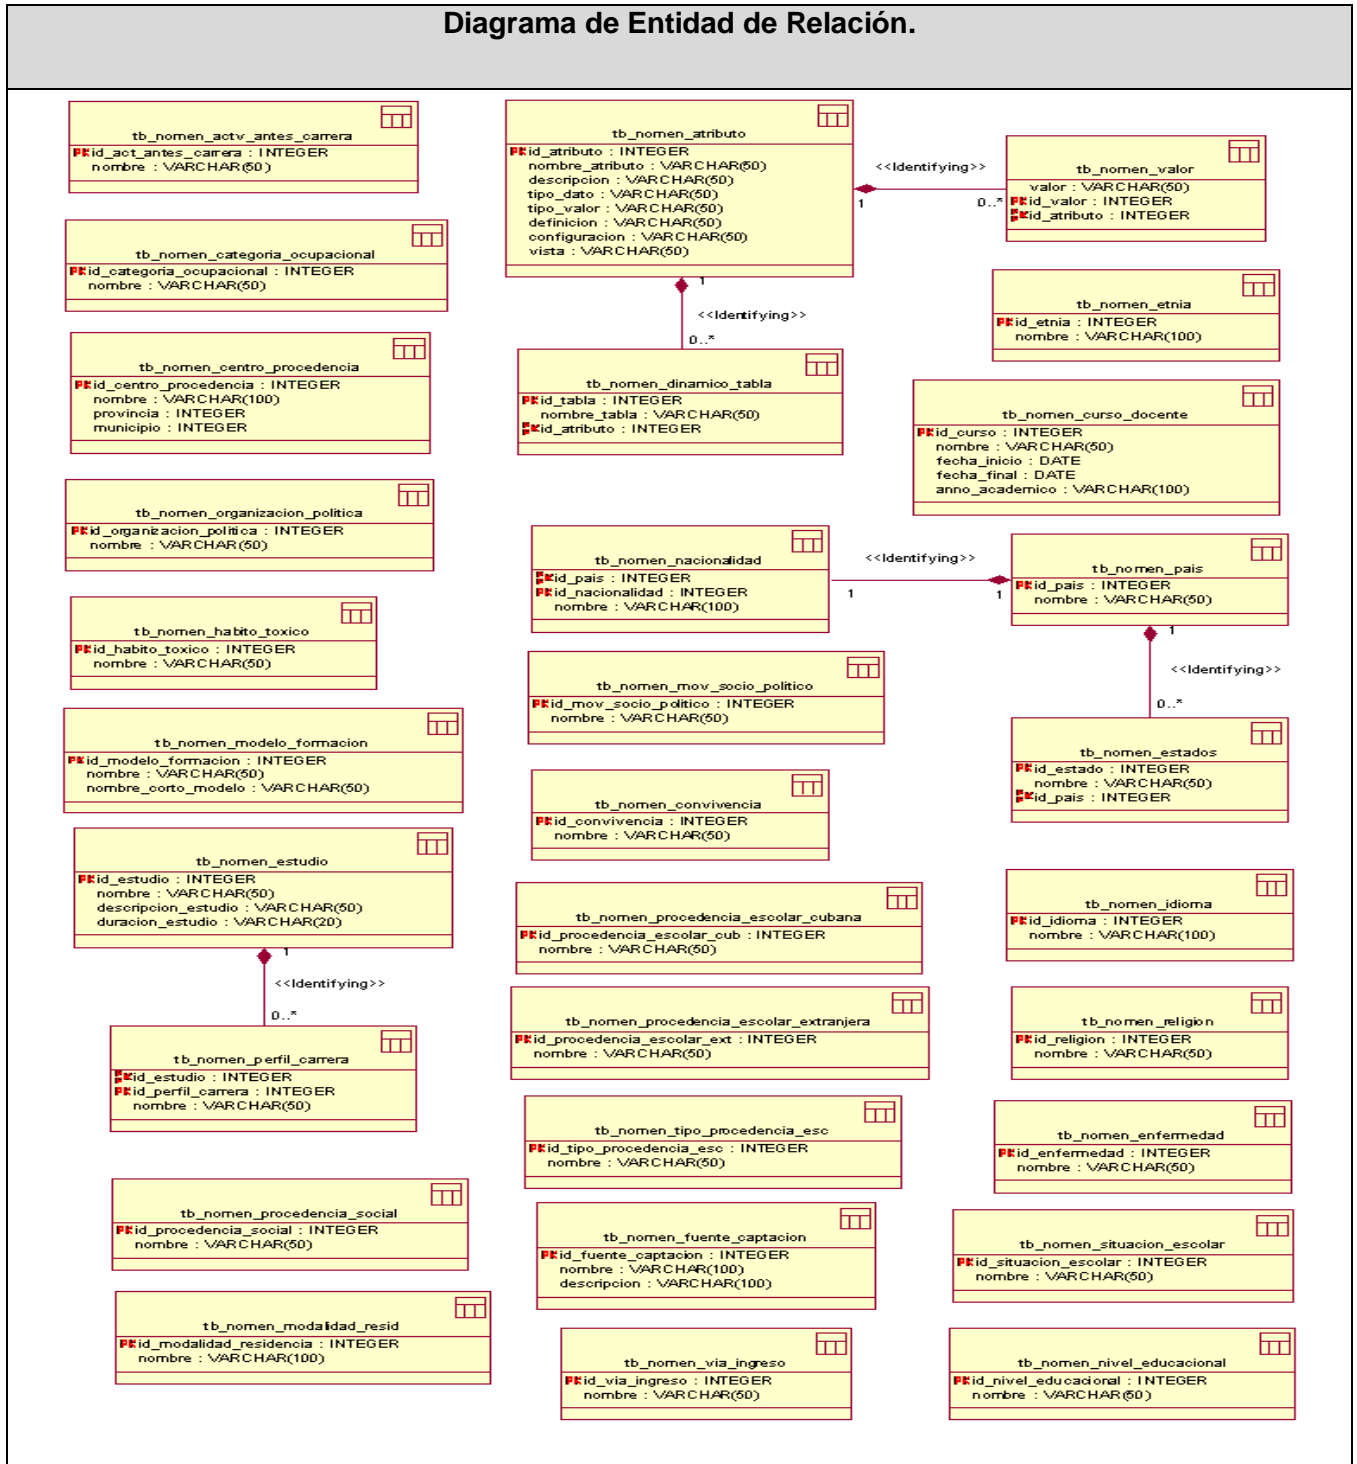 Diagrama de Entidad de Relación.
tb_nomen_actv_antes_carrera
PK id_act_antes_carrera : INTEGER
nombre : VARCHAR(50)
tb_nomen_categoria_ocupacional
PK id_categoria_ocupacional : INTEGER
nombre : VARCHAR(50)
tb_nomen_centro_procedencia
PK id_centro_procedencia : INTEGER
nombre : VARCHAR(100)
provincia : INTEGER
municipio : INTEGER
tb_nomen_organizacion_politica
PK id_organizacion_politica : INTEGER
nombre : VARCHAR(50)
tb_nomen_habito_toxico
PK id_habito_toxico : INTEGER
nombre : VARCHAR(50)
tb_nomen_modelo_formacion
PK id_modelo_formacion : INTEGER
nombre : VARCHAR(50)
nombre_corto_modelo : VARCHAR(50)
tb_nomen_estudio
PK id_estudio : INTEGER
nombre : VARCHAR(50)
descripcion_estudio : VARCHAR(50)
duracion_estudio : VARCHAR(20)
1
<<Identifying>>
0..*
tb_nomen_perfil_carrera
id_estudio : INTEGER
PK id_perfil_carrera : INTEGER
nombre : VARCHAR(50)
tb_nomen_procedencia_social
PK id_procedencia_social : INTEGER
nombre : VARCHAR(50)
tb_nomen_modalidad_resid
PK id_modalidad_residencia : INTEGER
nombre : VARCHAR(100)
tb_nomen_atributo
PK id_atributo : INTEGER
nombre_atributo : VARCHAR(50)
descripcion : VARCHAR(50)
tipo_dato : VARCHAR(50)
tipo_valor : VARCHAR(50)
definicion : VARCHAR(50)
configuracion : VARCHAR(50)
vista : VARCHAR(50)
<<Identifying>>
1
0..*
tb_nomen_valor
valor : VARCHAR(50)
PK id_valor : INTEGER
id_atributo : INTEGER
1
<<Identifying>>
0..*
tb_nomen_dinamico_tabla
PK id_tabla : INTEGER
nombre_tabla : VARCHAR(50)
id_atributo : INTEGER
tb_nomen_etnia
PK id_etnia : INTEGER
nombre : VARCHAR(100)
tb_nomen_curso_docente
PK id_curso : INTEGER
nombre : VARCHAR(50)
fecha_inicio : DATE
fecha_final : DATE
anno_academico : VARCHAR(100)
tb_nomen_nacionalidad
id_pais : INTEGER
PK id_nacionalidad : INTEGER
nombre : VARCHAR(100)
<<Identifying>>
1
1
tb_nomen_pais
PK id_pais : INTEGER
nombre : VARCHAR(50)
1
<<Identifying>>
0..*
tb_nomen_estados
PK id_estado : INTEGER
nombre : VARCHAR(50)
id_pais : INTEGER
tb_nomen_mov_socio_politico
PK id_mov_socio_politico : INTEGER
nombre : VARCHAR(50)
tb_nomen_convivencia
PK id_convivencia : INTEGER
nombre : VARCHAR(50)
tb_nomen_procedencia_escolar_cubana
PK id_procedencia_escolar_cub : INTEGER
nombre : VARCHAR(50)
tb_nomen_procedencia_escolar_extranjera
PK id_procedencia_escolar_ext : INTEGER
nombre : VARCHAR(50)
tb_nomen_tipo_procedencia_esc
PK id_tipo_procedencia_esc : INTEGER
nombre : VARCHAR(50)
tb_nomen_fuente_captacion
PK id_fuente_captacion : INTEGER
nombre : VARCHAR(100)
descripcion : VARCHAR(100)
tb_nomen_via_ingreso
PK id_via_ingreso : INTEGER
nombre : VARCHAR(50)
tb_nomen_idioma
PK id_idioma : INTEGER
nombre : VARCHAR(100)
tb_nomen_religion
PK id_religion : INTEGER
nombre : VARCHAR(50)
tb_nomen_enfermedad
PK id_enfermedad : INTEGER
nombre : VARCHAR(50)
tb_nomen_situacion_escolar
PK id_situacion_escolar : INTEGER
nombre : VARCHAR(50)
tb_nomen_nivel_educacional
PK id_nivel_educacional : INTEGER
nombre : VARCHAR(50)